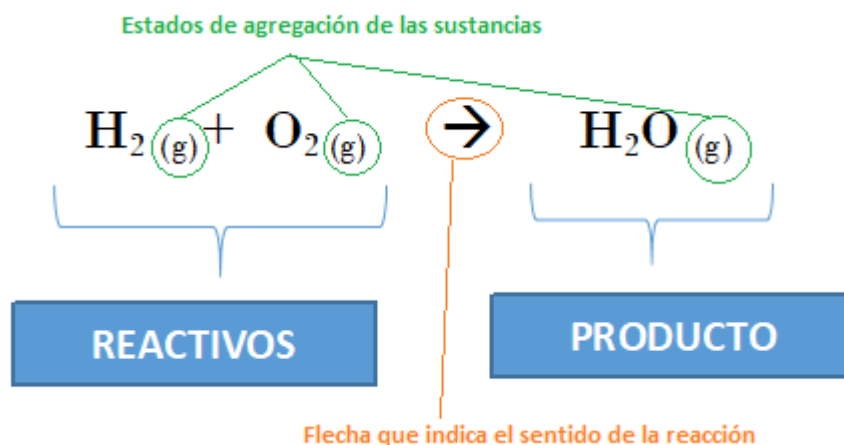 Estados de agregación de las sustancias
H₂ (g) + O₂ (g) → H₂O (g)
REACTIVOS
PRODUCTO
Flecha que indica el sentido de la reacción